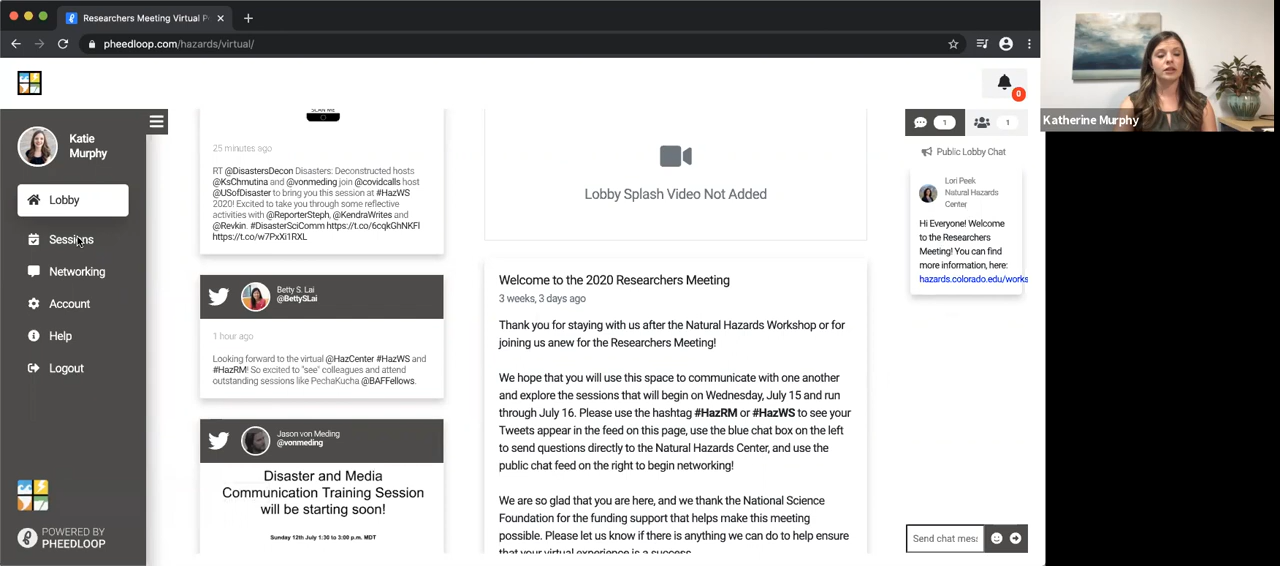 Researchers Meeting Virtual P
pheedloop.com/hazards/virtual/
0
Katherine Murphy
Katie
Murphy
Lobby
Sessions
Networking
Account
Help
Logout
POWERED BY
PHEEDLOOP
25 minutes ago
RT @DisastersDecon Disasters: Deconstructed hosts
@KsChmutina and @vonmeding join @covidcalls host
@USofDisaster to bring you this session at #HazWS
2020! Excited to take you through some reflective
activities with @ReporterSteph, @KendraWrites and
@Revkin. #DisasterSciComm https://t.co/6cqkGhNKFl
https://t.co/w7PxXi1RXL
Betty S. Lai
@BettySLai
1 hour ago
Looking forward to the virtual @HazCenter #HazWS and
#HazRM! So excited to "see" colleagues and attend
outstanding sessions like PechaKucha @BAFFellows.
Jason von Meding
@vonmeding
Disaster and Media
Communication Training Session
will be starting soon!
Sunday 12th July 1:30 to 3:00 p.m. MDT
Lobby Splash Video Not Added
Welcome to the 2020 Researchers Meeting
3 weeks, 3 days ago
Thank you for staying with us after the Natural Hazards Workshop or for
joining us anew for the Researchers Meeting!
We hope that you will use this space to communicate with one another
and explore the sessions that will begin on Wednesday, July 15 and run
through July 16. Please use the hashtag #HazRM or #HazWS to see your
Tweets appear in the feed on this page, use the blue chat box on the left
to send questions directly to the Natural Hazards Center, and use the
public chat feed on the right to begin networking!
We are so glad that you are here, and we thank the National Science
Foundation for the funding support that helps make this meeting
possible. Please let us know if there is anything we can do to help ensure
that your virtual experience is a success.
1
1
Public Lobby Chat
Lori Peek
Natural Hazards
Center
Hi Everyone! Welcome
to the Researchers
Meeting! You can find
more information, here:
hazards.colorado.edu/works
Send chat mess